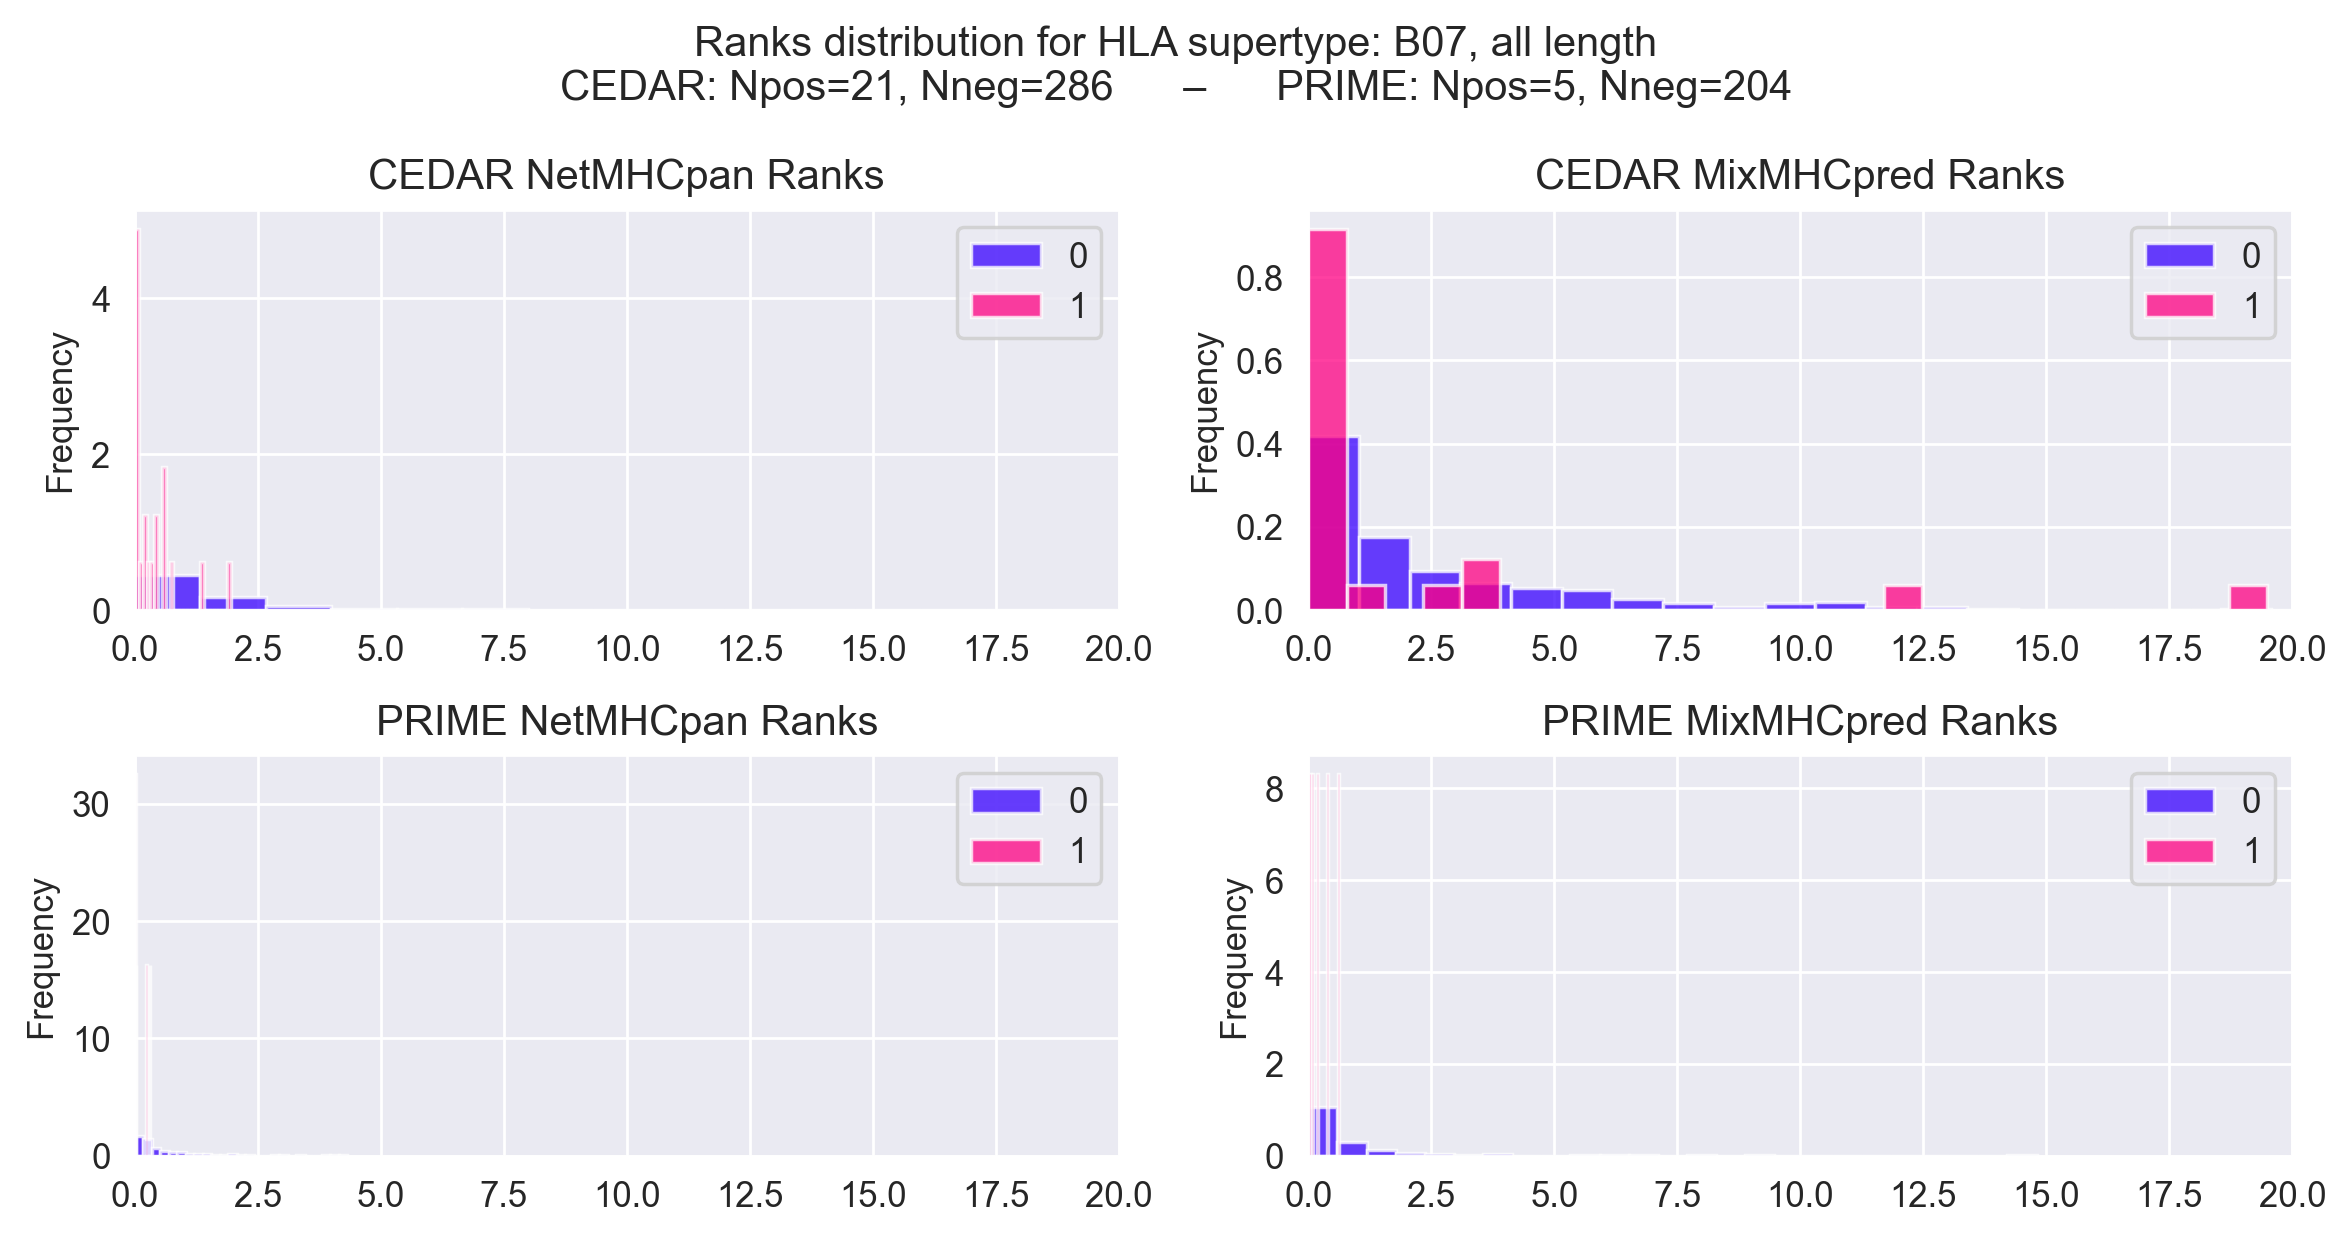 Ranks distribution for HLA supertype: B07, all length
CEDAR: Npos=21, Nneg=286 – PRIME: Npos=5, Nneg=204
CEDAR NetMHCpan Ranks
Frequency
4
2
0
0
1
0.0 2.5 5.0 7.5 10.0 12.5 15.0 17.5 20.0
CEDAR MixMHCpred Ranks
Frequency
0.8
0.6
0.4
0.2
0.0
0
1
0.0 2.5 5.0 7.5 10.0 12.5 15.0 17.5 20.0
PRIME NetMHCpan Ranks
Frequency
30
20
10
0
0
1
0.0 2.5 5.0 7.5 10.0 12.5 15.0 17.5 20.0
PRIME MixMHCpred Ranks
Frequency
8
6
4
2
0
0
1
0.0 2.5 5.0 7.5 10.0 12.5 15.0 17.5 20.0